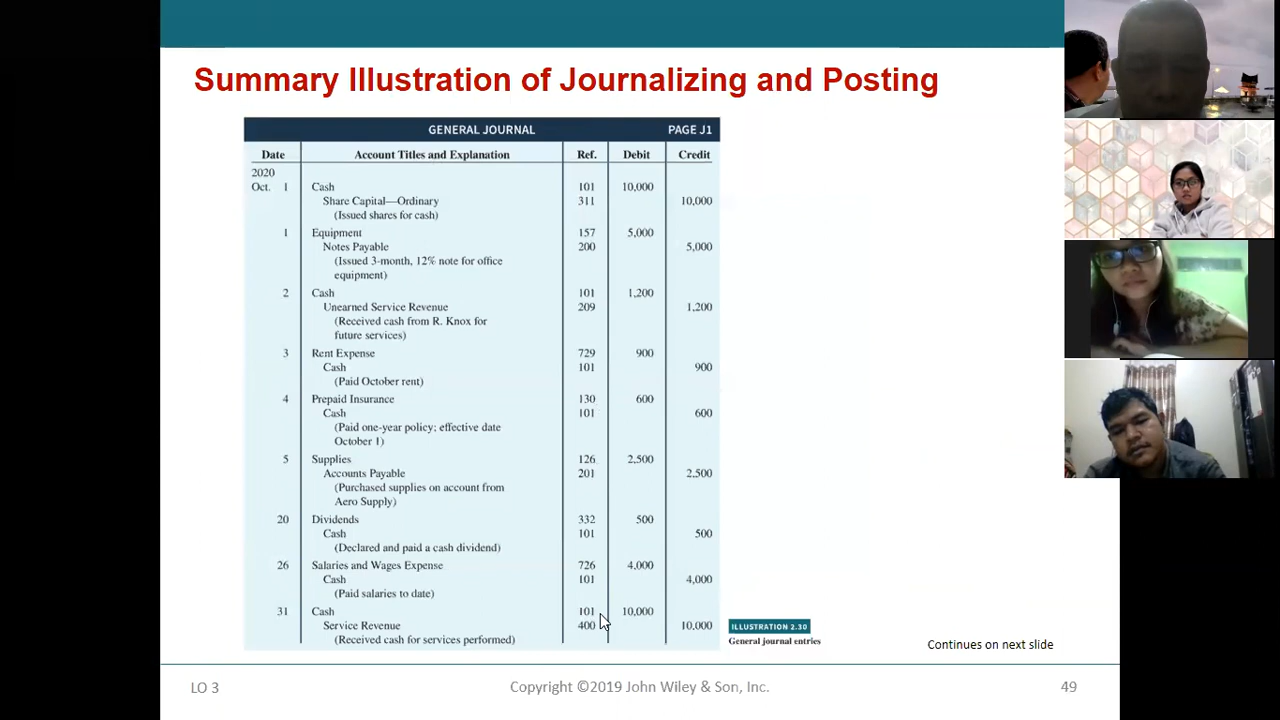 Summary Illustration of Journalizing and Posting
GENERAL JOURNAL PAGE J1
Date Account Titles and Explanation Ref. Debit Credit
2020
Oct. 1 Cash 101 10,000
Share Capital—Ordinary 311 10,000
(Issued shares for cash)
1 Equipment 157 5,000
Notes Payable 200 5,000
(Issued 3-month, 12% note for office
equipment)
2 Cash 101 1,200
Unearned Service Revenue 209 1,200
(Received cash from R. Knox for
future services)
3 Rent Expense 729 900
Cash 101 900
(Paid October rent)
4 Prepaid Insurance 130 600
Cash 101 600
(Paid one-year policy; effective date
October 1)
5 Supplies 126 2,500
Accounts Payable 201 2,500
(Purchased supplies on account from
Aero Supply)
20 Dividends 332 500
Cash 101 500
(Declared and paid a cash dividend)
26 Salaries and Wages Expense 726 4,000
Cash 101 4,000
(Paid salaries to date)
31 Cash 101 10,000
Service Revenue 400 10,000
(Received cash for services performed)
ILLUSTRATION 2.30
General journal entries
Continues on next slide
LO 3 Copyright ©2019 John Wiley & Son, Inc. 49